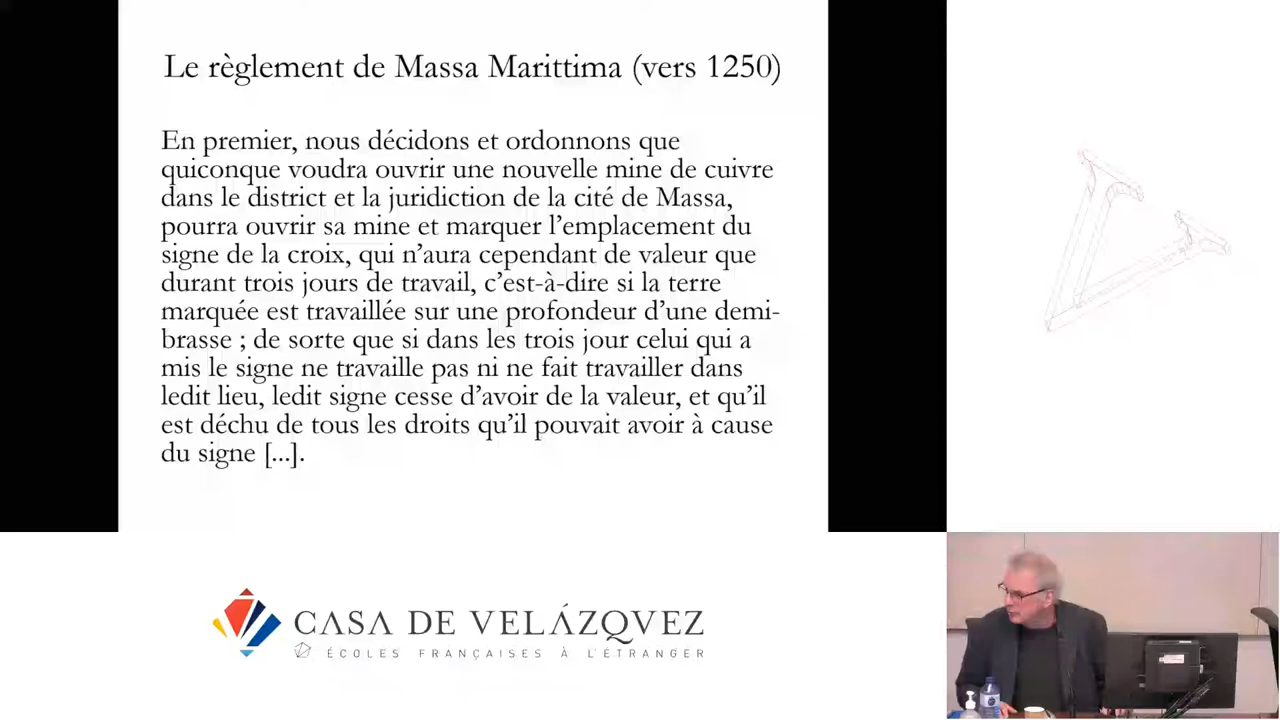 Le règlement de Massa Marittima (vers 1250)
En premier, nous décidons et ordonnons que
quiconque voudra ouvrir une nouvelle mine de cuivre
dans le district et la juridiction de la cité de Massa,
pourra ouvrir sa mine et marquer l’emplacement du
signe de la croix, qui n’aura cependant de valeur que
durant trois jours de travail, c’est-à-dire si la terre
marquée est travaillée sur une profondeur d’une demi-
brasse ; de sorte que si dans les trois jour celui qui a
mis le signe ne travaille pas ni ne fait travailler dans
ledit lieu, ledit signe cesse d’avoir de la valeur, et qu’il
est déchu de tous les droits qu’il pouvait avoir à cause
du signe [...].
CASA DE VELÁZQVEZ
ÉCOLES FRANÇAISES À L'ÉTRANGER